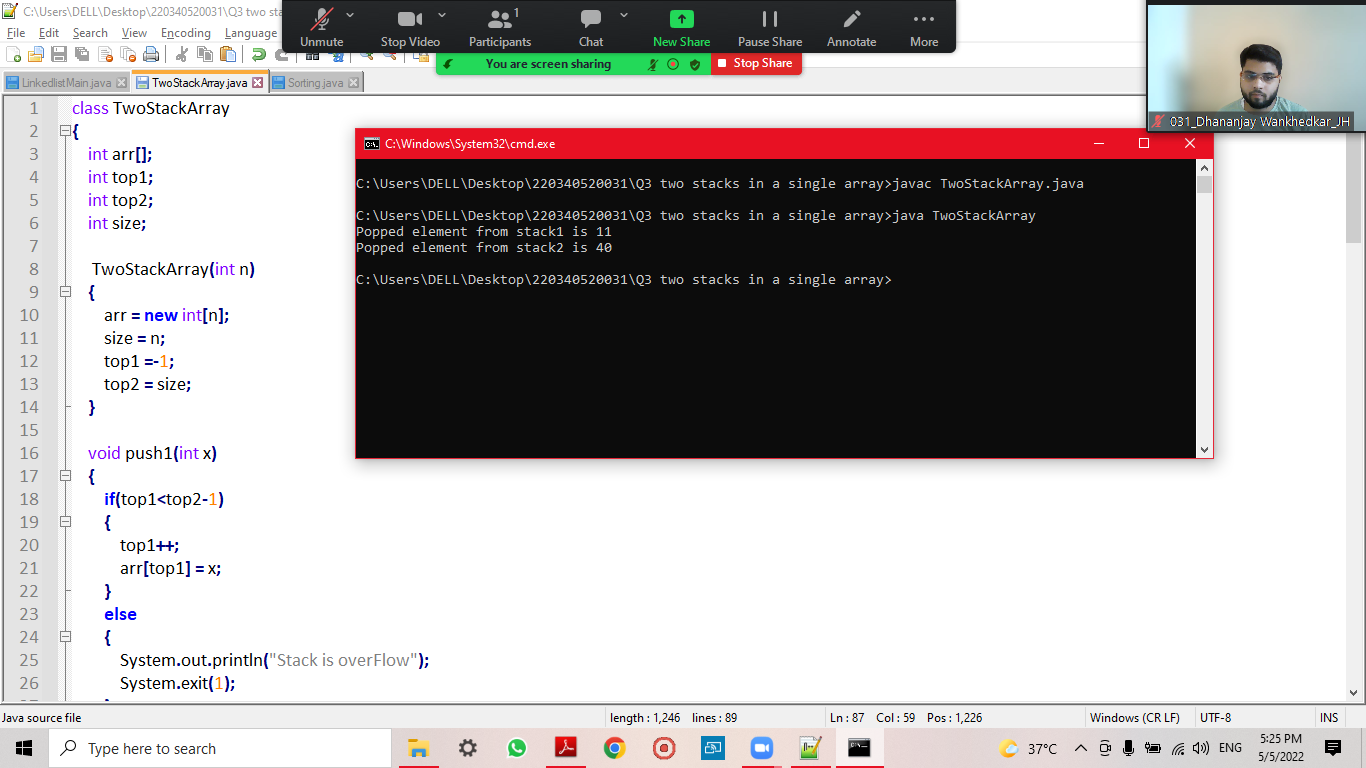 C:\Users\DELL\Desktop\220340520031\Q3 two sta
File Edit Search View Encoding Language
Unmute Stop Video Participants 1 Chat New Share Pause Share Annotate More
You are screen sharing Stop Share
LinkedlistMain.java TwoStackArray.java Sorting.java
031_Dhananjay Wankhedkar_JH
1 class TwoStackArray
2 {
3 int arr[];
4 int top1;
5 int top2;
6 int size;
7
8 TwoStackArray(int n)
9 {
10 arr = new int[n];
11 size = n;
12 top1 =-1;
13 top2 = size;
14 }
15
16 void push1(int x)
17 {
18 if(top1<top2-1)
19 {
20 top1++;
21 arr[top1] = x;
22 }
23 else
24 {
25 System.out.println("Stack is overFlow");
26 System.exit(1);
C:\Windows\System32\cmd.exe
C:\Users\DELL\Desktop\220340520031\Q3 two stacks in a single array>javac TwoStackArray.java
C:\Users\DELL\Desktop\220340520031\Q3 two stacks in a single array>java TwoStackArray
Popped element from stack1 is 11
Popped element from stack2 is 40
C:\Users\DELL\Desktop\220340520031\Q3 two stacks in a single array>
Java source file length : 1,246 lines : 89 Ln : 87 Col : 59 Pos : 1,226 Windows (CR LF) UTF-8 INS
Type here to search
37°C ENG
5:25 PM
5/5/2022